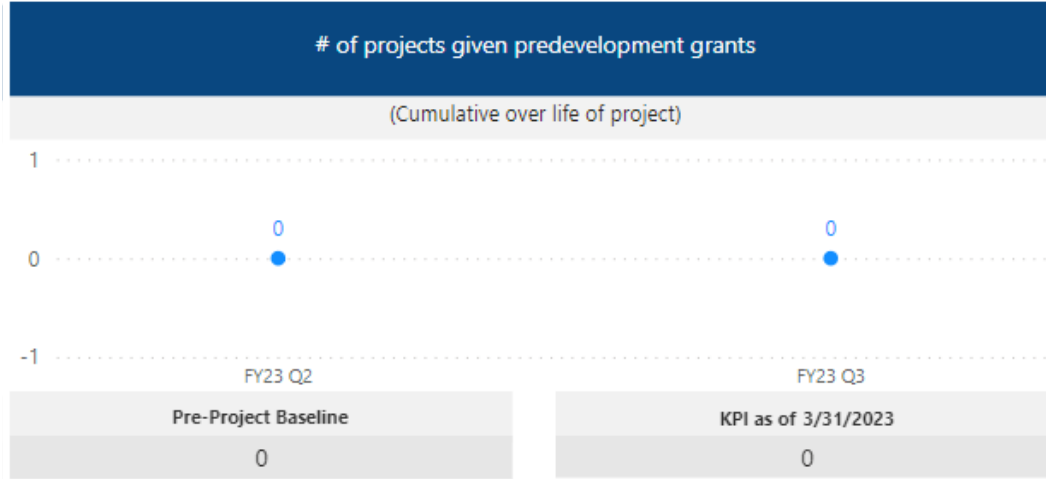 # of projects given predevelopment grants
(Cumulative over life of project)
1
0 0
0
-1
FY23 Q2 FY23 Q3
Pre-Project Baseline KPI as of 3/31/2023
0 0